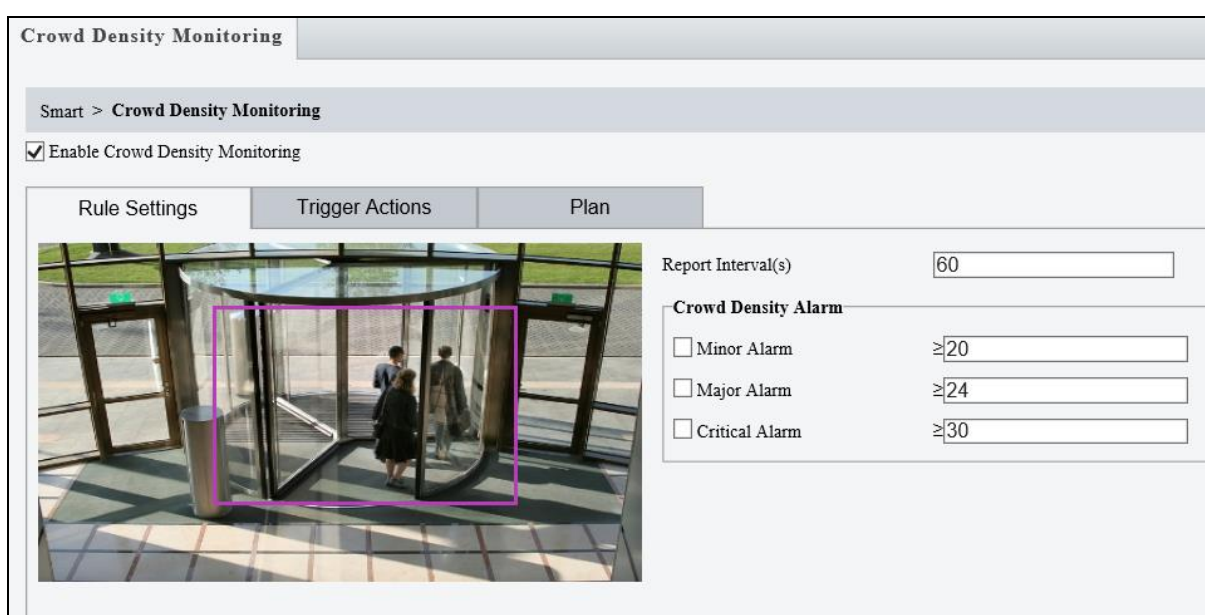 Crowd Density Monitoring
Smart > Crowd Density Monitoring
Enable Crowd Density Monitoring
Rule Settings Trigger Actions Plan
Report Interval(s) 60
Crowd Density Alarm
Minor Alarm ≥20
Major Alarm ≥24
Critical Alarm ≥30